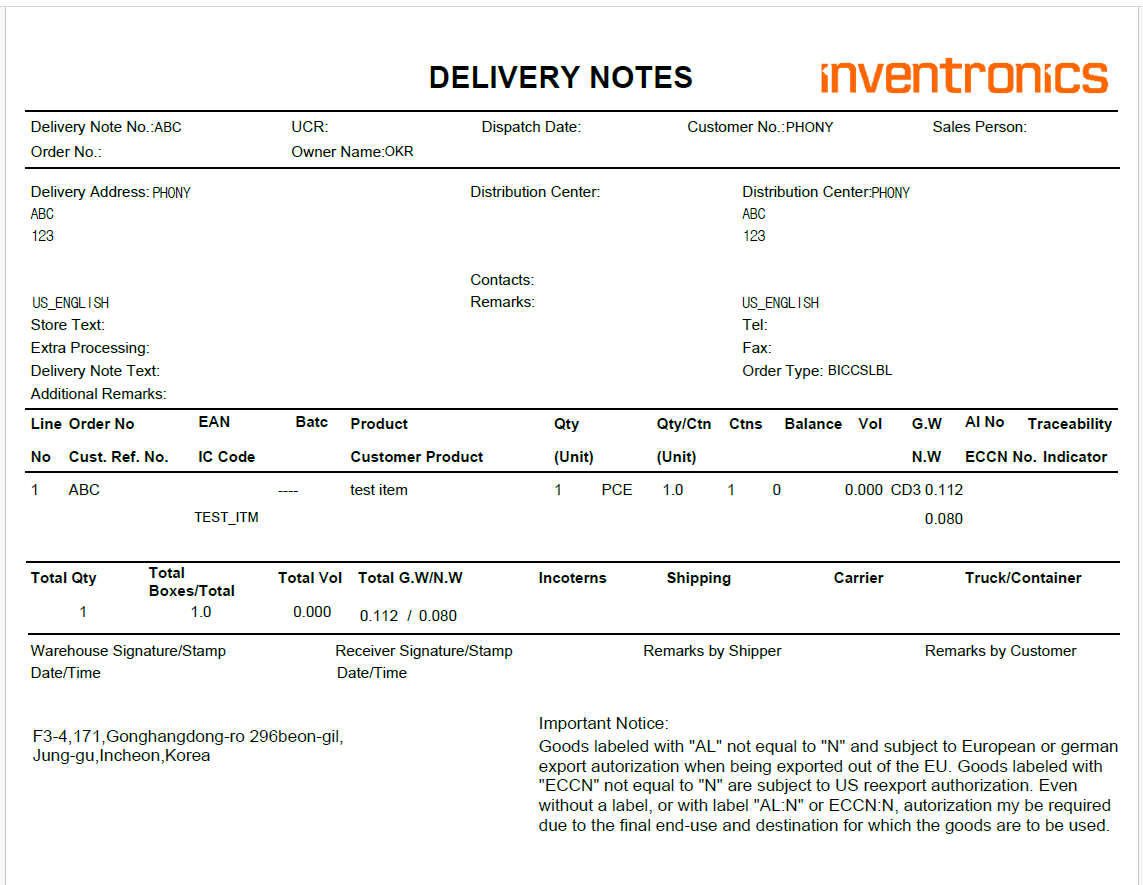 DELIVERY NOTES
inventronics
Delivery Note No.:ABC UCR: Dispatch Date: Customer No.:PHONY Sales Person:
Order No.: Owner Name:OKR
Delivery Address: PHONY Distribution Center: Distribution Center:PHONY
ABC ABC
123 123
Contacts:
US_ENGLISH Remarks: US_ENGLISH
Store Text: Tel:
Extra Processing: Fax:
Delivery Note Text: Order Type: BICCSLBL
Additional Remarks:
Line Order No EAN Batc Product Qty Qty/Ctn Ctns Balance Vol G.W AI No Traceability
No Cust. Ref. No. IC Code Customer Product (Unit) (Unit) N.W ECCN No. Indicator
1 ABC ---- test item 1 PCE 1.0 1 0 0.000 CD3 0.112
TEST_ITM 0.080
Total Qty Total Boxes/Total Total Vol Total G.W/N.W Incoterns Shipping Carrier Truck/Container
1 1.0 0.000 0.112 / 0.080
Warehouse Signature/Stamp Receiver Signature/Stamp Remarks by Shipper Remarks by Customer
Date/Time Date/Time
F3-4,171,Gonghangdong-ro 296beon-gil,
Jung-gu,Incheon,Korea
Important Notice:
Goods labeled with "AL" not equal to "N" and subject to European or german
export autorization when being exported out of the EU. Goods labeled with
"ECCN" not equal to "N" are subject to US reexport authorization. Even
without a label, or with label "AL:N" or ECCN:N, autorization my be required
due to the final end-use and destination for which the goods are to be used.